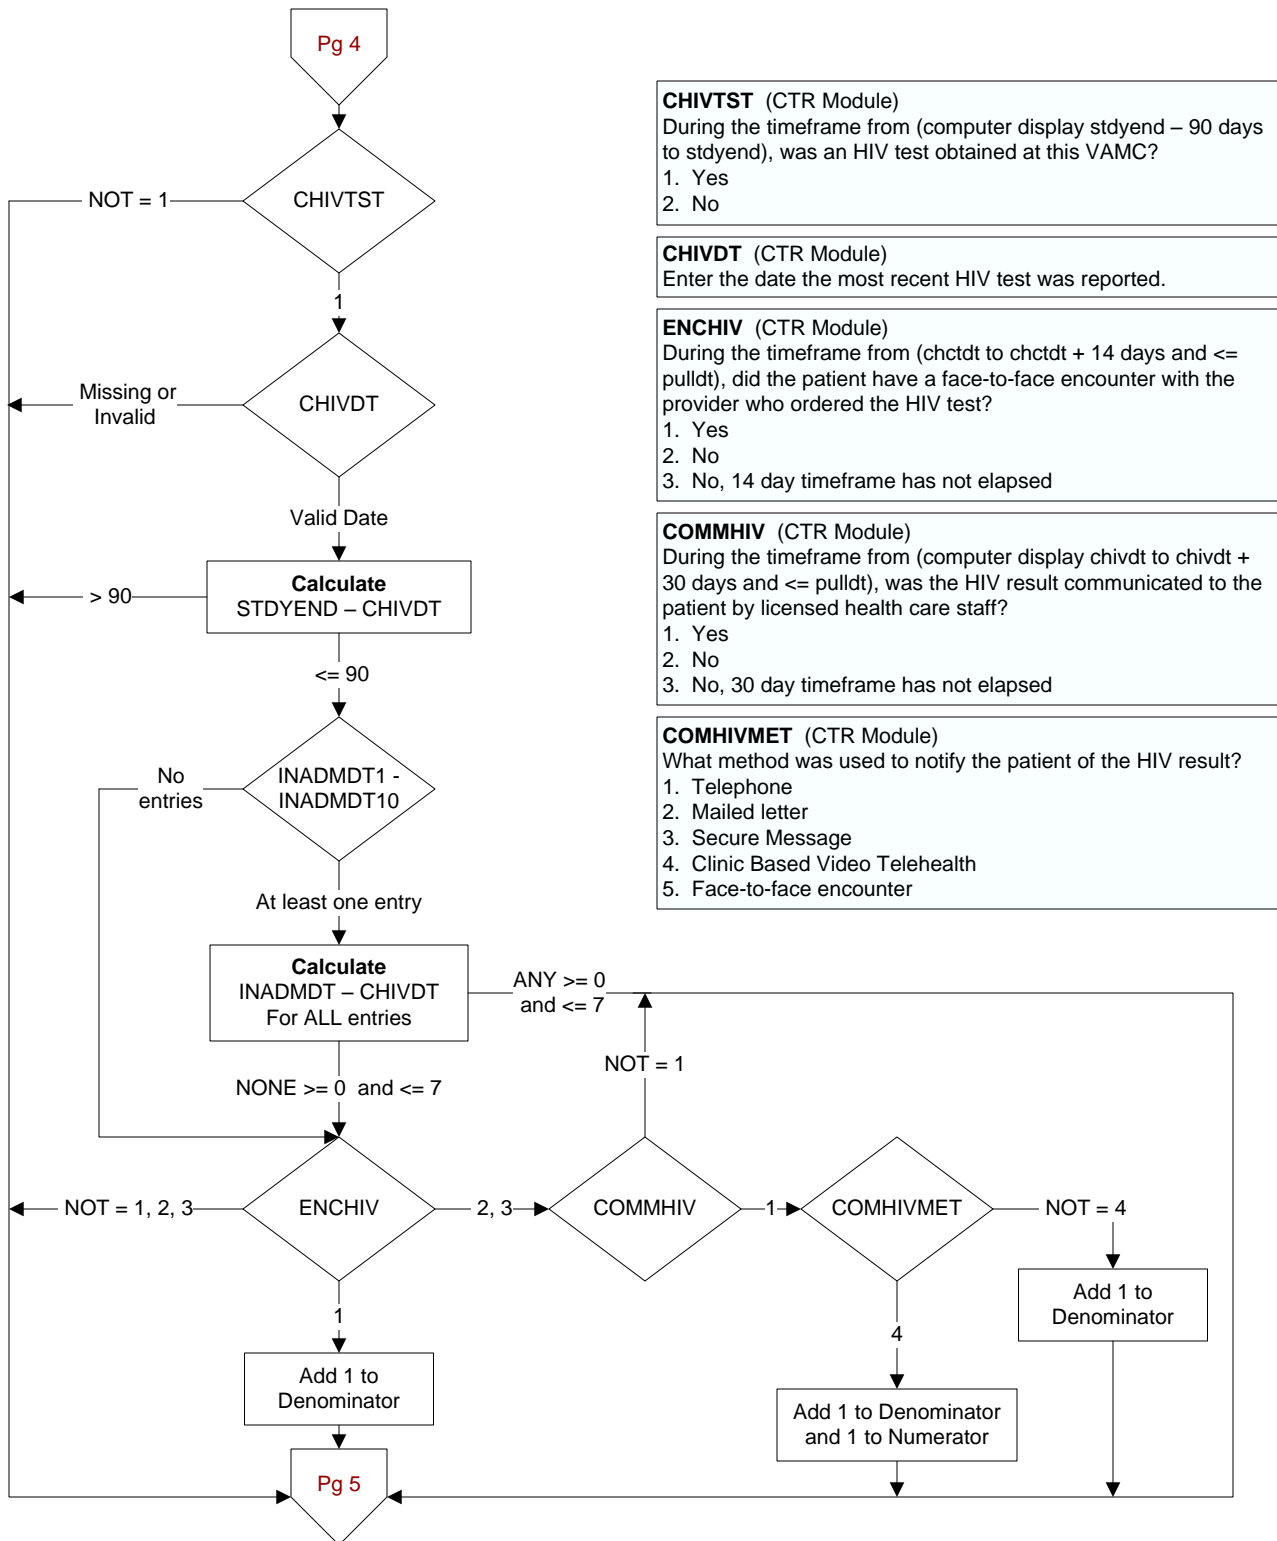 Pg 4
CHIVTST (CTR Module)
During the timeframe from (computer display stdyend – 90 days
to stdyend), was an HIV test obtained at this VAMC?
1. Yes
2. No
NOT = 1
CHIVTST
CHIVDT (CTR Module)
Enter the date the most recent HIV test was reported.
1
ENCHIV (CTR Module)
During the timeframe from (chctdt to chctdt + 14 days and <=
pulldt), did the patient have a face-to-face encounter with the
provider who ordered the HIV test?
1. Yes
2. No
3. No, 14 day timeframe has not elapsed
Missing or
Invalid
CHIVDT
Valid Date
COMMHIV (CTR Module)
During the timeframe from (computer display chivdt to chivdt +
30 days and <= pulldt), was the HIV result communicated to the
patient by licensed health care staff?
1. Yes
2. No
3. No, 30 day timeframe has not elapsed
> 90
Calculate
STDYEND – CHIVDT
<= 90
COMHIVMET (CTR Module)
What method was used to notify the patient of the HIV result?
1. Telephone
2. Mailed letter
3. Secure Message
4. Clinic Based Video Telehealth
5. Face-to-face encounter
No
entries
INADMDT1 -
INADMDT10
At least one entry
Calculate
INADMDT – CHIVDT
For ALL entries
ANY >= 0
and <= 7
NOT = 1
NONE >= 0 and <= 7
NOT = 1, 2, 3
ENCHIV
2, 3
COMMHIV
1
COMHIVMET
NOT = 4
1
4
Add 1 to
Denominator
Add 1 to
Denominator
Add 1 to Denominator
and 1 to Numerator
Pg 5